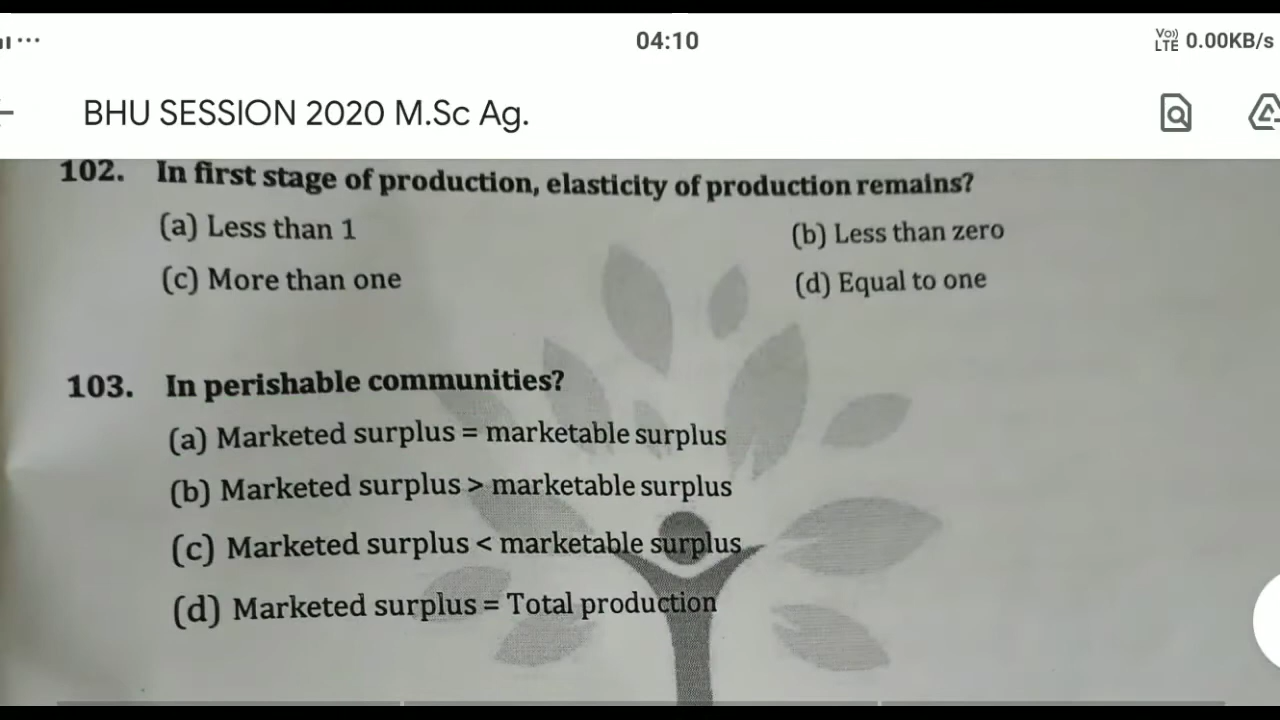 04:10
Vo)) LTE 0.00KB/s
BHU SESSION 2020 M.Sc Ag.
102. In first stage of production, elasticity of production remains?
(a) Less than 1 (b) Less than zero
(c) More than one (d) Equal to one
103. In perishable communities?
(a) Marketed surplus = marketable surplus
(b) Marketed surplus > marketable surplus
(c) Marketed surplus < marketable surplus
(d) Marketed surplus = Total production